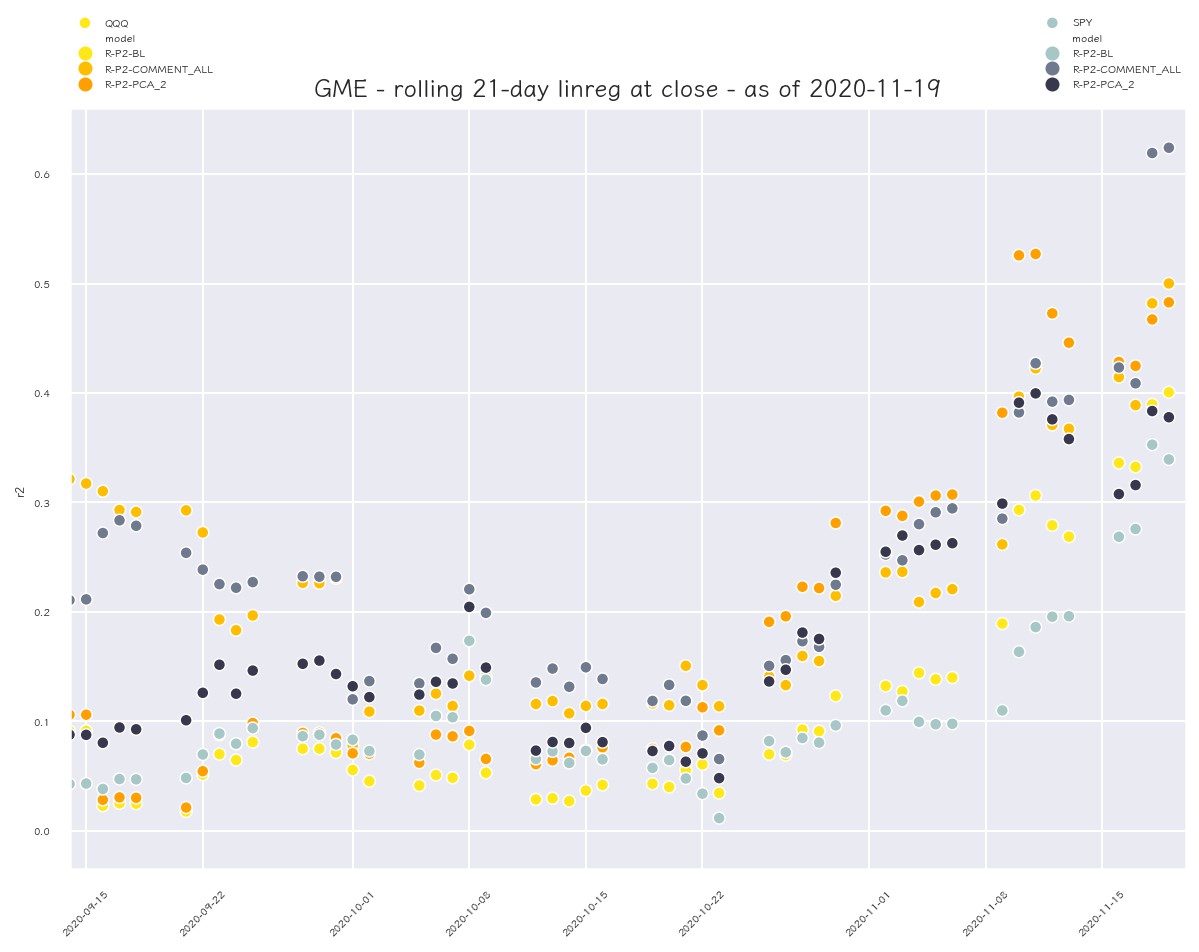 QQQ
model
R-P2-BL
R-P2-COMMENT_ALL
R-P2-PCA_2
SPY
model
R-P2-BL
R-P2-COMMENT_ALL
R-P2-PCA_2
GME - rolling 21-day linreg at close - as of 2020-11-19
r2
0.6
0.5
0.4
0.3
0.2
0.1
0.0
2020-09-15
2020-09-22
2020-10-01
2020-10-08
2020-10-15
2020-10-22
2020-11-01
2020-11-08
2020-11-15